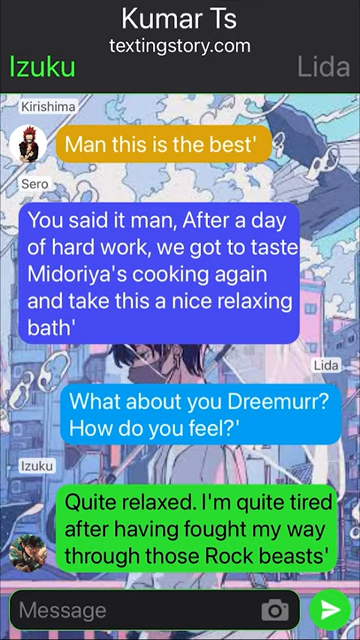 Kumar Ts
textingstory.com
Izuku
Lida
Kirishima
Man this is the best'
Sero
You said it man, After a day
of hard work, we got to taste
Midoriya's cooking again
and take this a nice relaxing
bath'
Lida
What about you Dreemurr?
How do you feel?'
Izuku
Quite relaxed. I'm quite tired
after having fought my way
through those Rock beasts'
Message